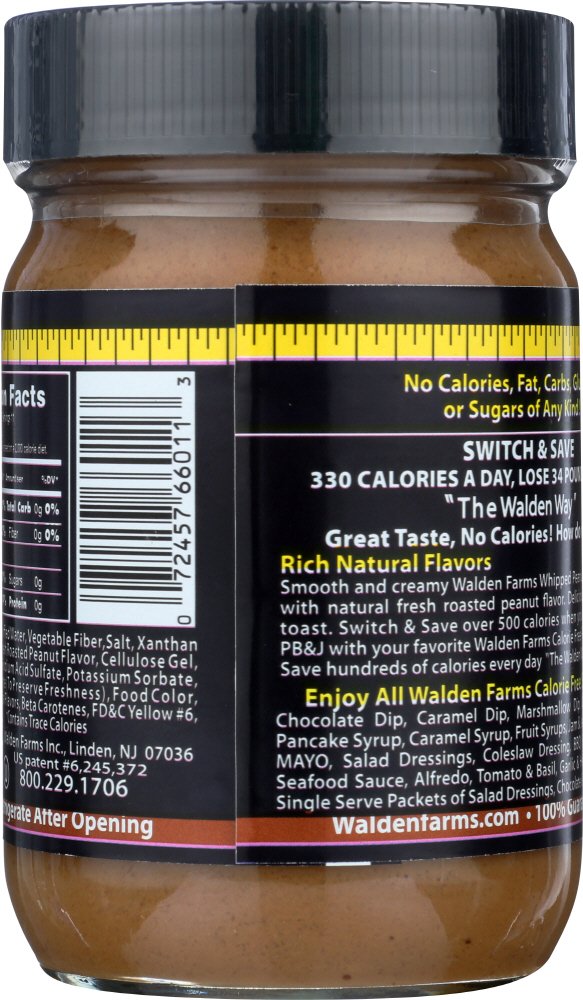 Facts
2000 calorie diet.
%DV*
Total Carb 0g 0%
Fiber 0g 0%
Sugars 0g
Protein 0g
0 72457 66011 3
Water, Vegetable Fiber, Salt, Xanthan
Roasted Peanut Flavor, Cellulose Gel,
Acid Sulfate, Potassium Sorbate,
Preserve Freshness), Food Color,
Beta Carotenes, FD&C Yellow #6,
Contains Trace Calories
Farms Inc., Linden, NJ 07036
US patent #6,245,372
800.229.1706
After Opening
No Calories, Fat, Carbs,
or Sugars of Any Kind
SWITCH & SAVE
330 CALORIES A DAY, LOSE 34
"The Walden Way
Great Taste, No Calories! How
Rich Natural Flavors
Smooth and creamy Walden Farms Whipped
with natural fresh roasted peanut flavor.
toast. Switch & Save over 500 calories when
PB&J with your favorite Walden Farms Calorie
Save hundreds of calories every day "The Walden
Enjoy All Walden Farms Calorie Free
Chocolate Dip, Caramel Dip, Marshmallow
Pancake Syrup, Caramel Syrup, Fruit Syrups,
MAYO, Salad Dressings, Coleslaw Dressing,
Seafood Sauce, Alfredo, Tomato & Basil, Garlic &
Single Serve Packets of Salad Dressings,
Waldenfarms.com • 100%